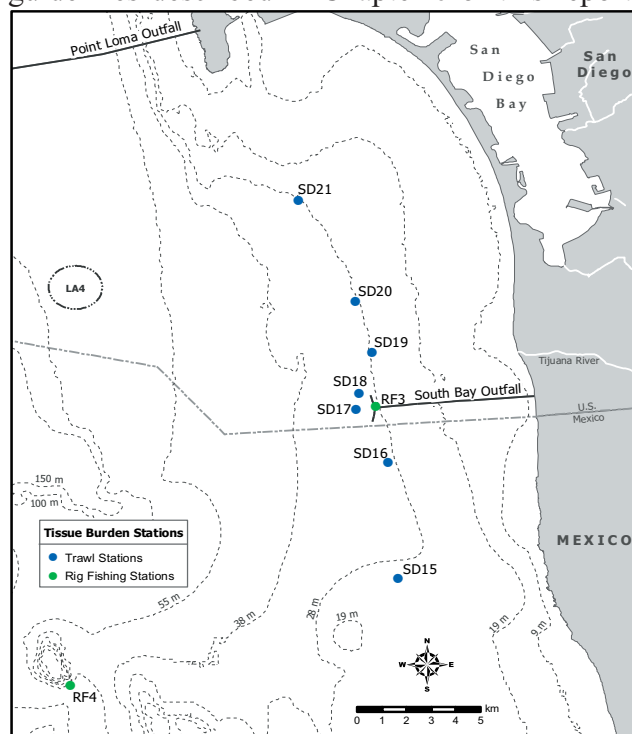 Point Loma Outfall
San
Diego
Bay
San
Diego
SD21
LA4
SD20
SD19
Tijuana River
SD18
RF3
South Bay Outfall
SD17
U.S.
Mexico
SD16
150 m
100 m
Tissue Burden Stations
Trawl Stations
Rig Fishing Stations
MEXICO
SD15
55 m
38 m
28 m
19 m
19 m
9 m
N
W
E
S
RF4
km
0 1 2 3 4 5